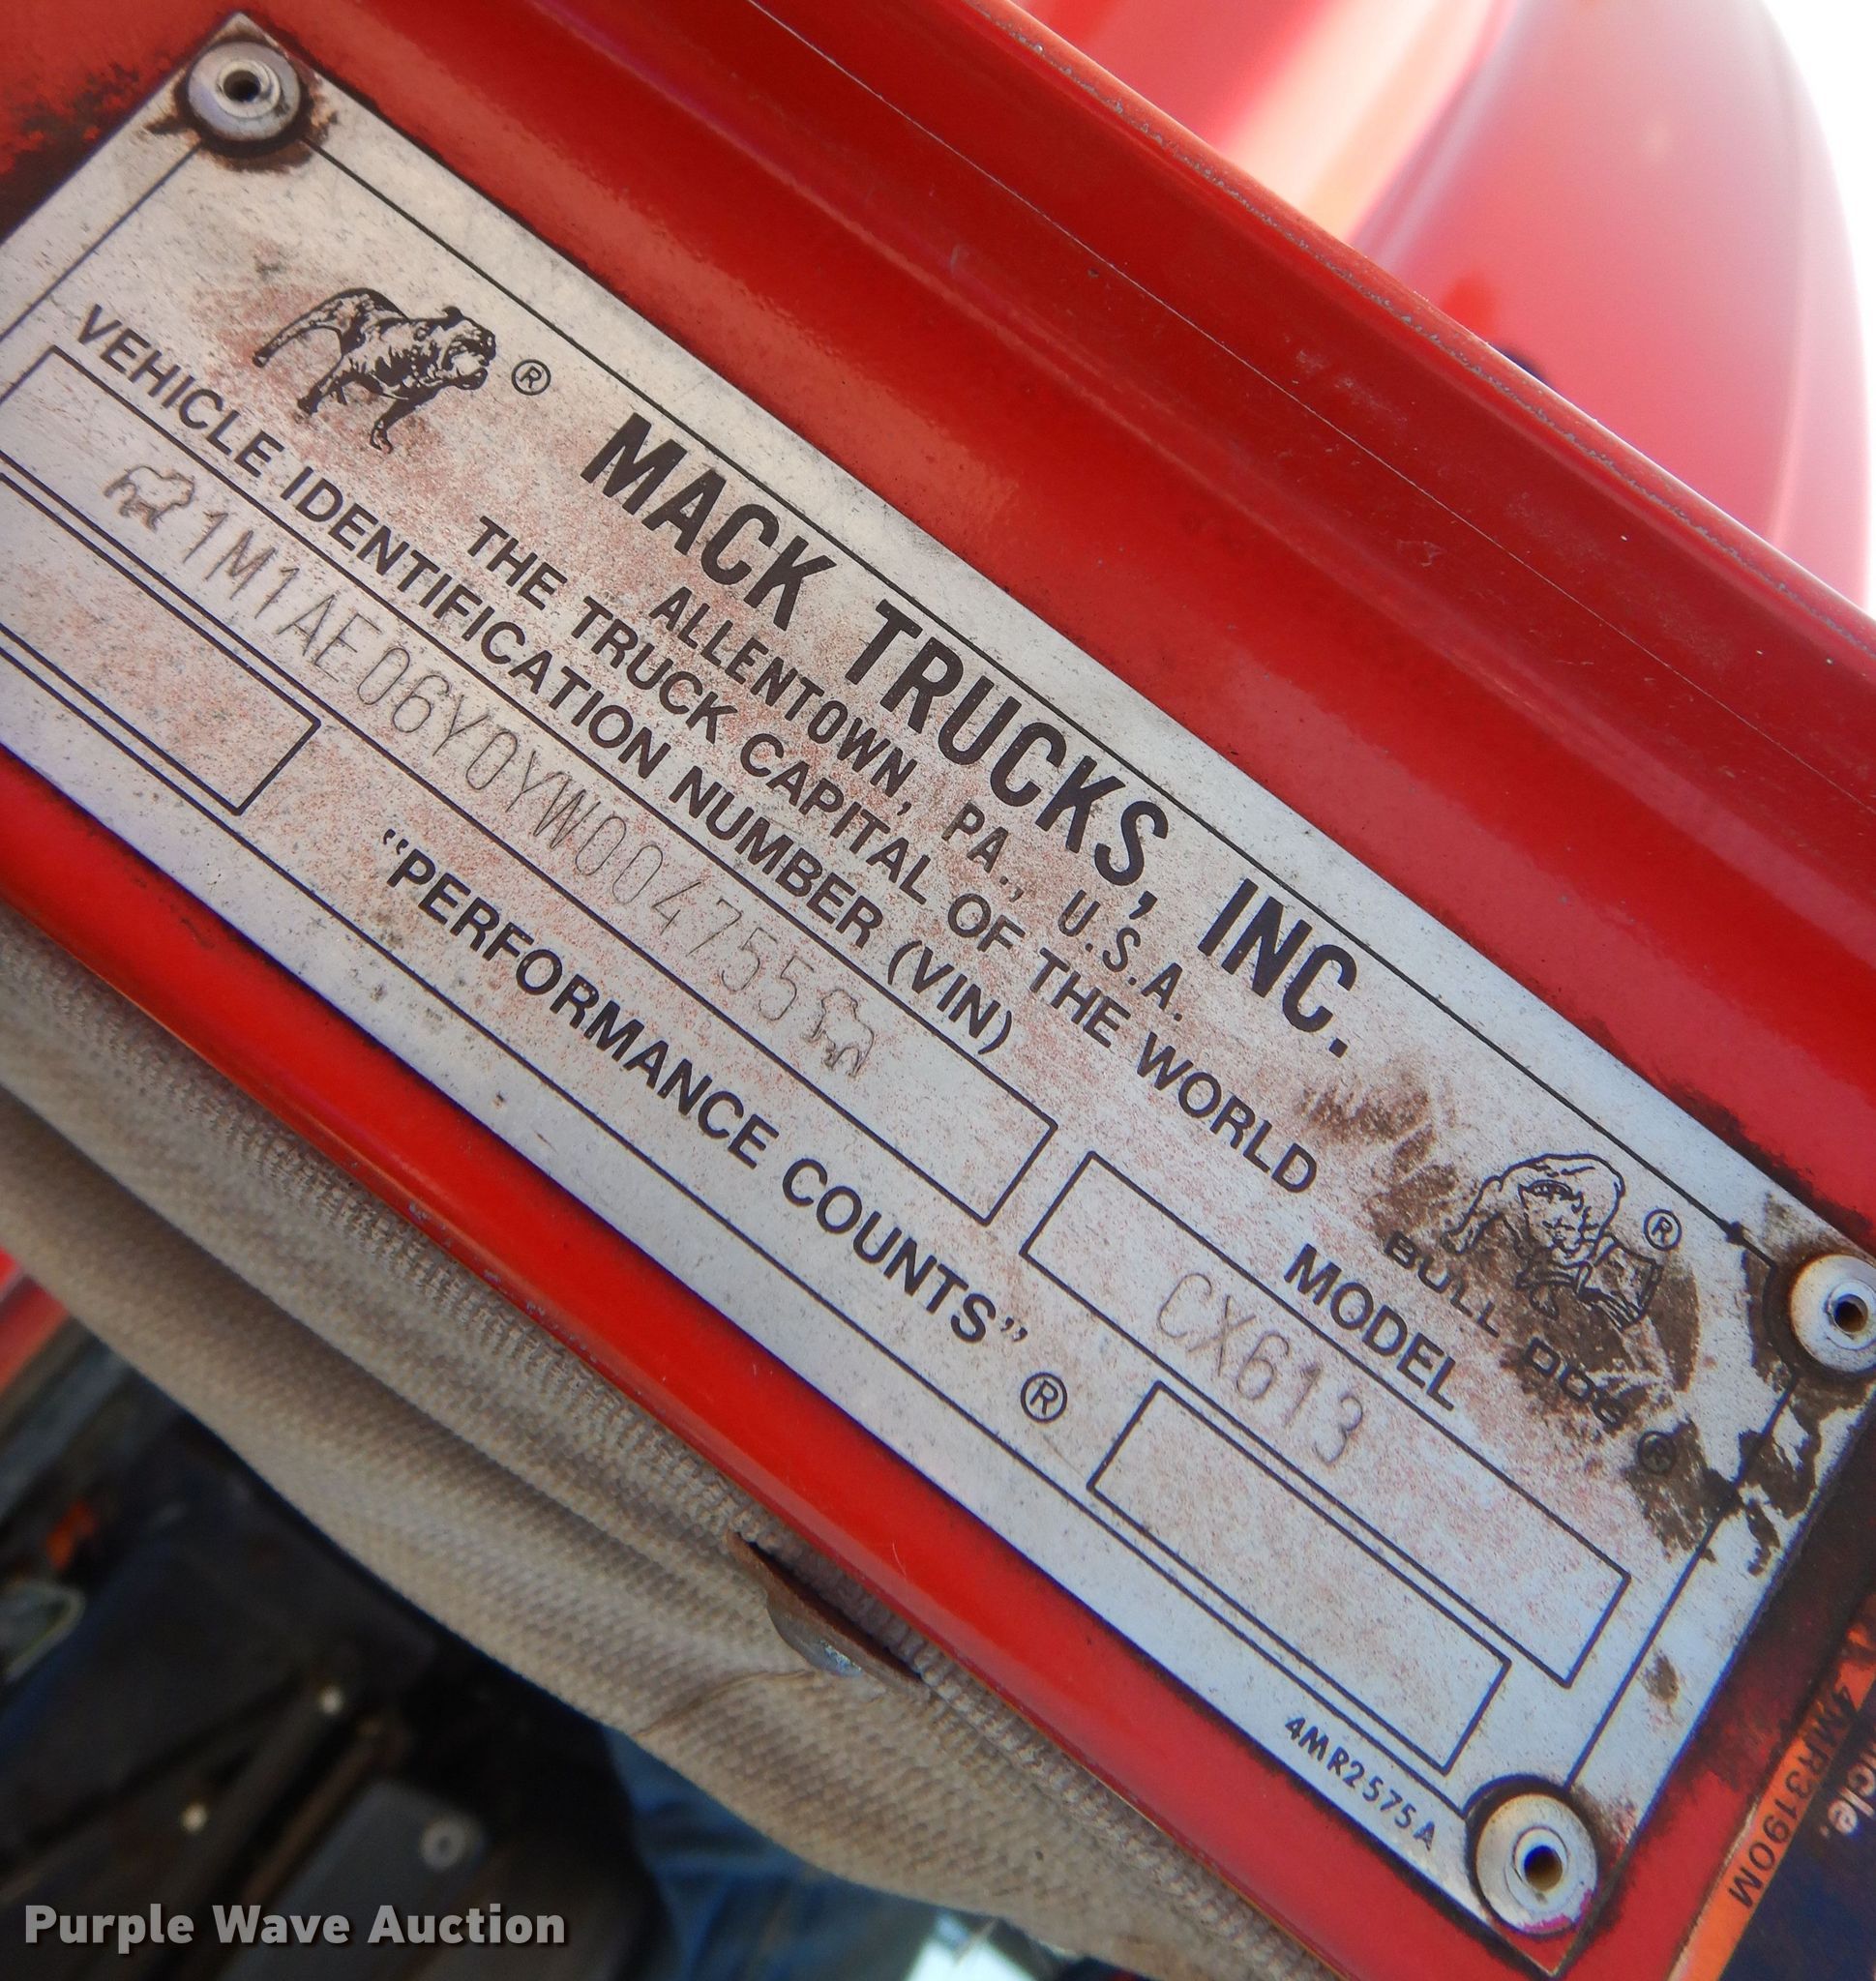 ®
MACK TRUCKS, INC.
ALLENTOWN, PA., U.S.A.
THE TRUCK CAPITAL OF THE WORLD
®
BULL DOG ®
VEHICLE IDENTIFICATION NUMBER (VIN)
1M1AE06Y0YW004755
MODEL
CX613
"PERFORMANCE COUNTS" ®
4MR2575A
4MR3190M
Purple Wave Auction